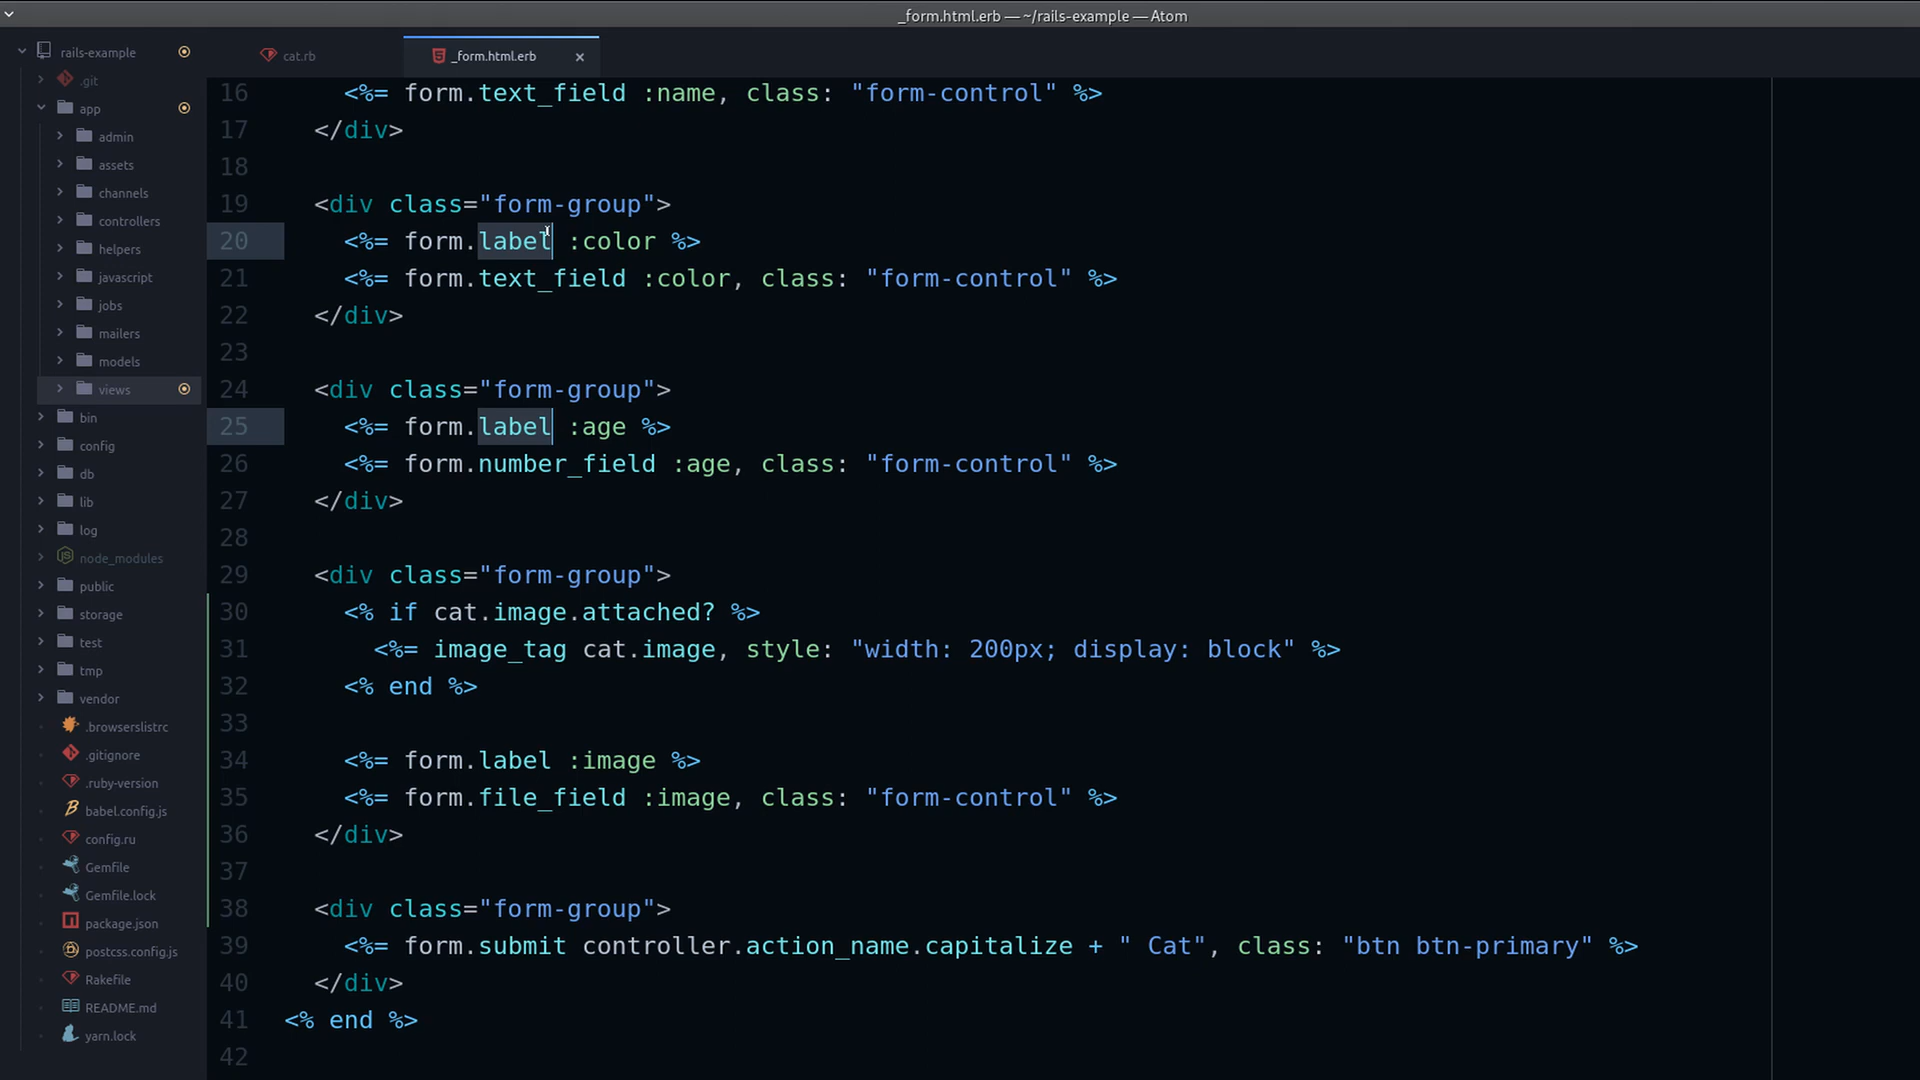 _form.html.erb — ~/rails-example — Atom
rails-example
.git
app
admin
assets
channels
controllers
helpers
javascript
jobs
mailers
models
views
bin
config
db
lib
log
node_modules
public
storage
test
tmp
vendor
.browserslistrc
.gitignore
.ruby-version
babel.config.js
config.ru
Gemfile
Gemfile.lock
package.json
postcss.config.js
Rakefile
README.md
yarn.lock
cat.rb
_form.html.erb
16     <%= form.text_field :name, class: "form-control" %>
17   </div>
18
19   <div class="form-group">
20     <%= form.label :color %>
21     <%= form.text_field :color, class: "form-control" %>
22   </div>
23
24   <div class="form-group">
25     <%= form.label :age %>
26     <%= form.number_field :age, class: "form-control" %>
27   </div>
28
29   <div class="form-group">
30     <% if cat.image.attached? %>
31       <%= image_tag cat.image, style: "width: 200px; display: block" %>
32     <% end %>
33
34     <%= form.label :image %>
35     <%= form.file_field :image, class: "form-control" %>
36   </div>
37
38   <div class="form-group">
39     <%= form.submit controller.action_name.capitalize + " Cat", class: "btn btn-primary" %>
40   </div>
41 <% end %>
42